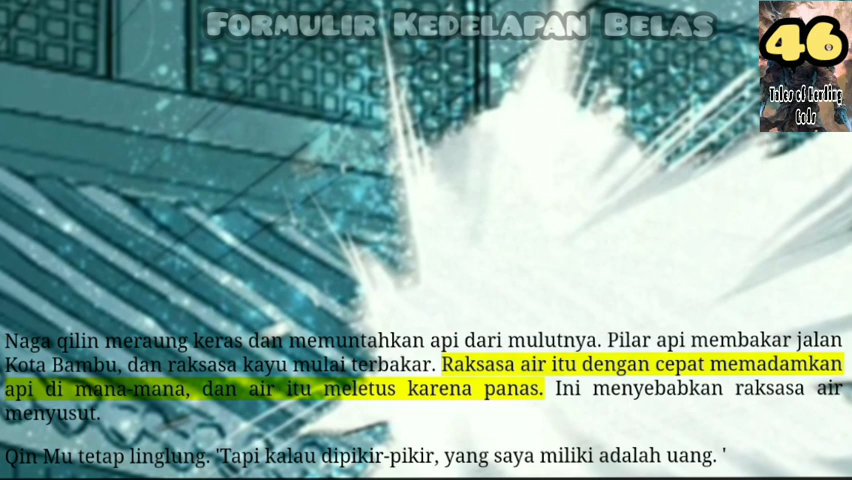 Formulir Kedelapan Belas
46
Tales of Herding
Gods
Naga qilin meraung keras dan memuntahkan api dari mulutnya. Pilar api membakar jalan
Kota Bambu, dan raksasa kayu mulai terbakar. Raksasa air itu dengan cepat memadamkan
api di mana-mana, dan air itu meletus karena panas. Ini menyebabkan raksasa air
menyusut.
Qin Mu tetap linglung. 'Tapi kalau dipikir-pikir, yang saya miliki adalah uang. '